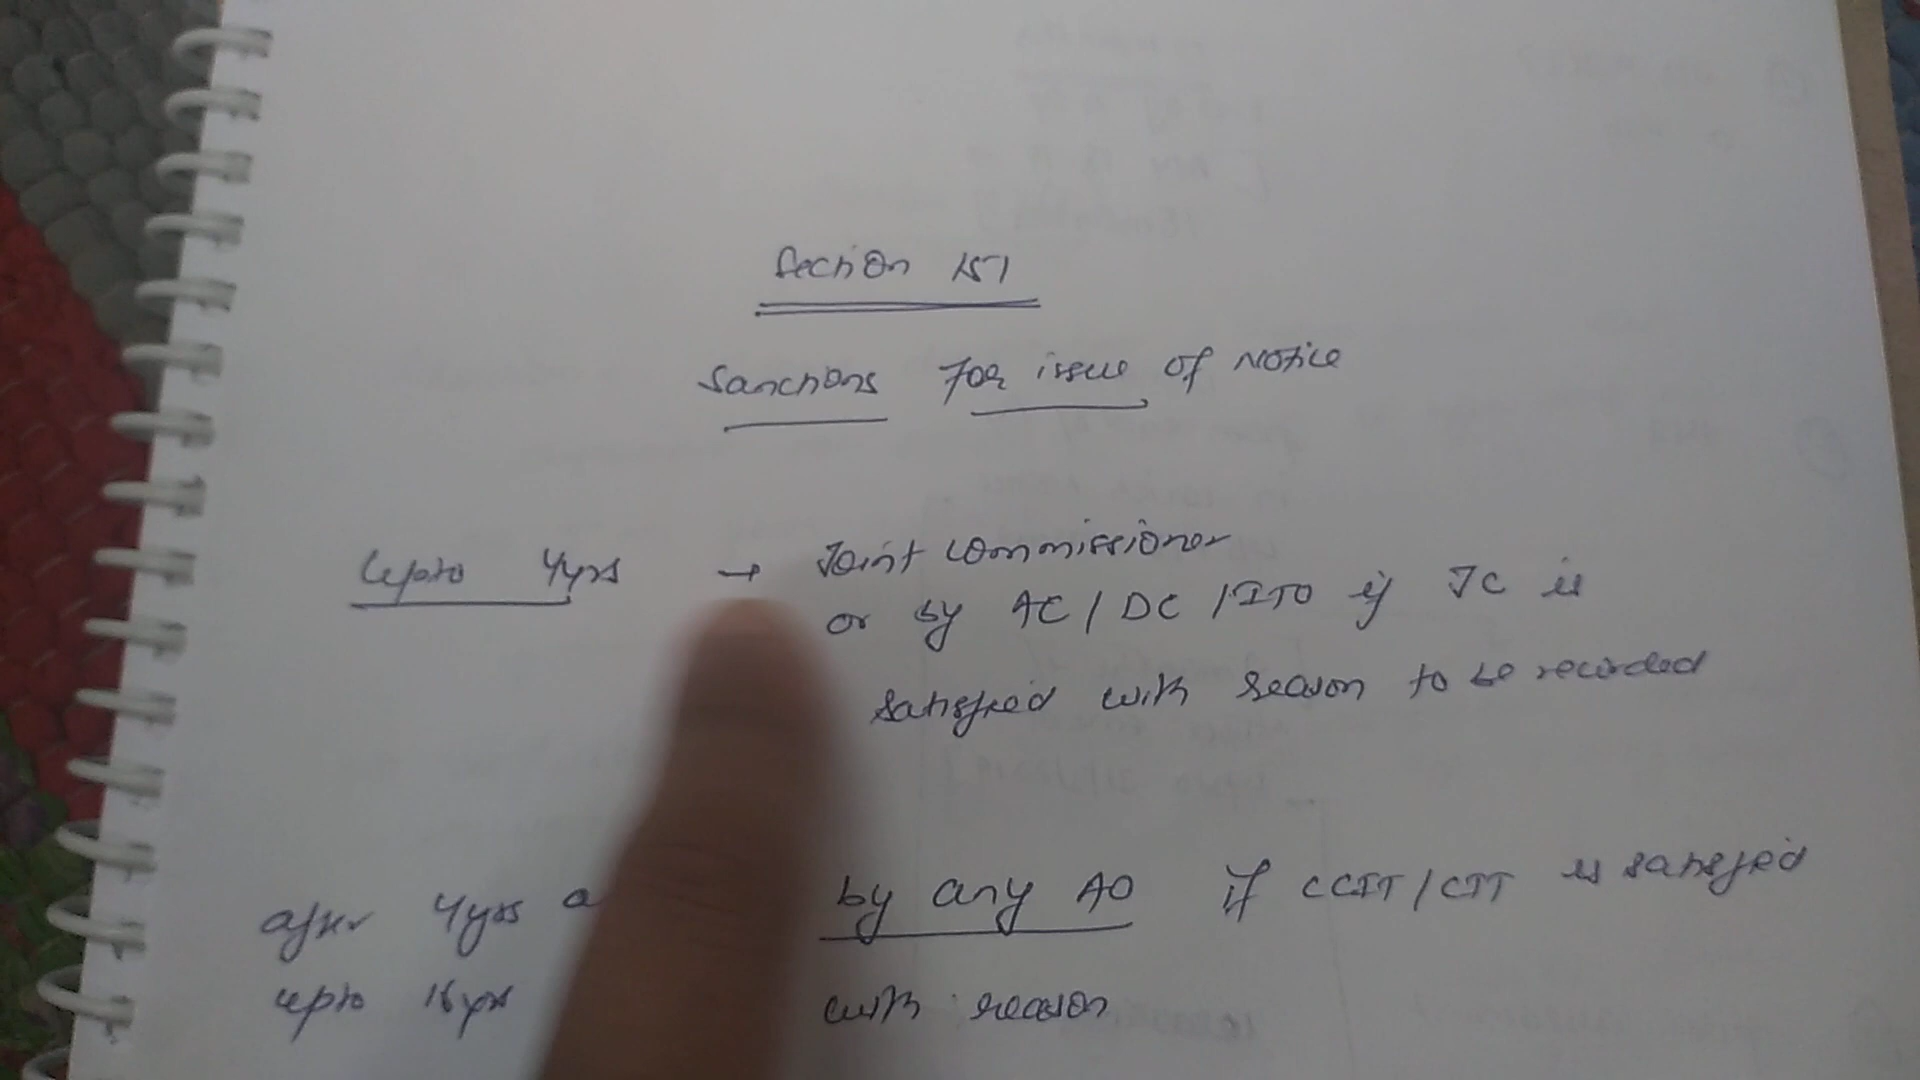 Section 151
Sanctions for issue of Notice
upto 4yrs → Joint Commissioner
or by AC / DC / ITO if JC is
satisfied with reason to be recorded
after 4yrs by any AO if CCIT / CIT is satisfied
upto 16yrs with reason